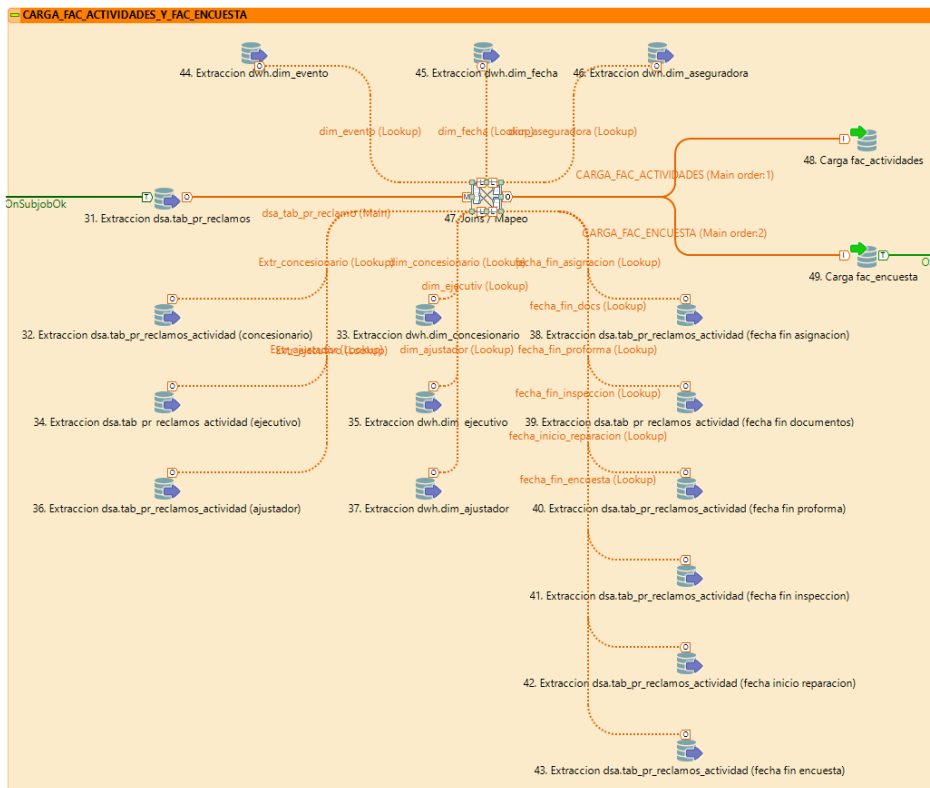 CARGA_FAC_ACTIVIDADES_Y_FAC_ENCUESTA
44. Extraccion dwh.dim_evento
45. Extraccion dwh.dim_fecha
46. Extraccion dwh.dim_aseguradora
dim_evento (Lookup)
dim_fecha (Lookup)
dim_aseguradora (Lookup)
48. Carga fac_actividades
CARGA_FAC_ACTIVIDADES (Main order:1)
OnSubjobOk
31. Extraccion dsa.tab_pr_reclamos
dsa_tab_pr_reclamo (Main)
47. Joins / Mapeo
CARGA_FAC_ENCUESTA (Main order:2)
49. Carga fac_encuesta
Extr_concesionario (Lookup)
dim_concesionario (Lookup)
fecha_fin_asignacion (Lookup)
dim_ejecutiv (Lookup)
fecha_fin_docs (Lookup)
32. Extraccion dsa.tab_pr_reclamos_actividad (concesionario)
33. Extraccion dwh.dim_concesionario
38. Extraccion dsa.tab_pr_reclamos_actividad (fecha fin asignacion)
dim_ajustador (Lookup)
fecha_fin_proforma (Lookup)
fecha_fin_inspeccion (Lookup)
34. Extraccion dsa.tab_pr_reclamos_actividad (ejecutivo)
35. Extraccion dwh.dim_ejecutivo
39. Extraccion dsa.tab_pr_reclamos_actividad (fecha fin documentos)
fecha_inicio_reparacion (Lookup)
fecha_fin_encuesta (Lookup)
36. Extraccion dsa.tab_pr_reclamos_actividad (ajustador)
37. Extraccion dwh.dim_ajustador
40. Extraccion dsa.tab_pr_reclamos_actividad (fecha fin proforma)
41. Extraccion dsa.tab_pr_reclamos_actividad (fecha fin inspeccion)
42. Extraccion dsa.tab_pr_reclamos_actividad (fecha inicio reparacion)
43. Extraccion dsa.tab_pr_reclamos_actividad (fecha fin encuesta)